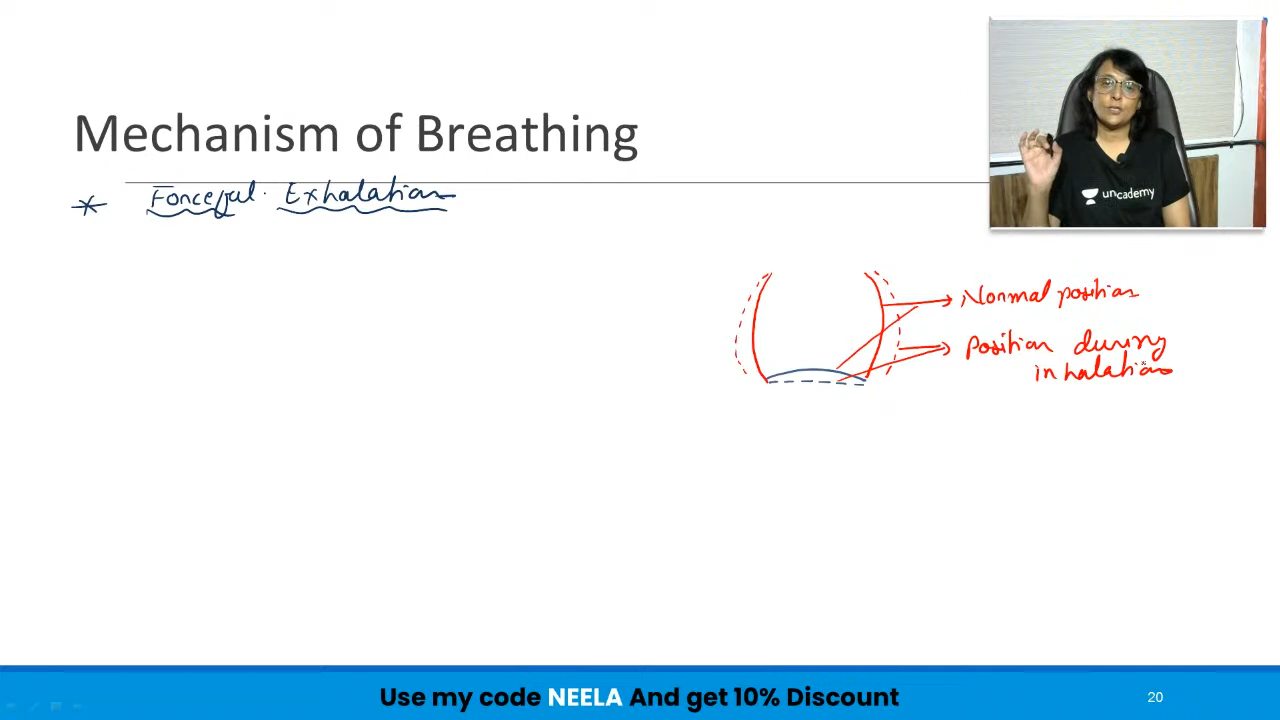 Mechanism of Breathing
* Forceful Exhalation
Normal position
Position during
inhalation
unacademy
Use my code NEELA And get 10% Discount
20